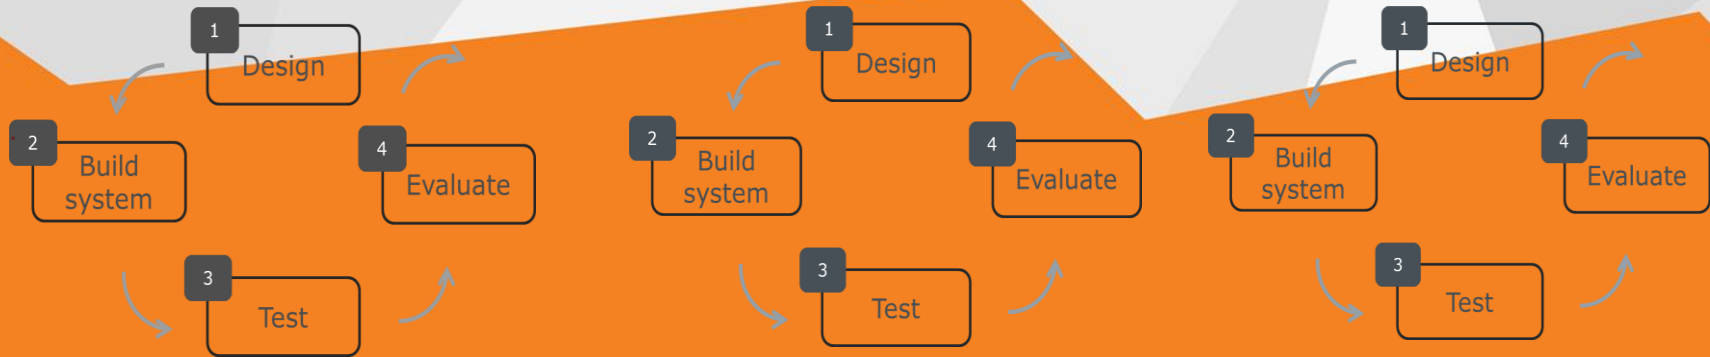 1
Design
2
Build
system
3
Test
4
Evaluate
1
Design
2
Build
system
3
Test
4
Evaluate
1
Design
2
Build
system
3
Test
4
Evaluate